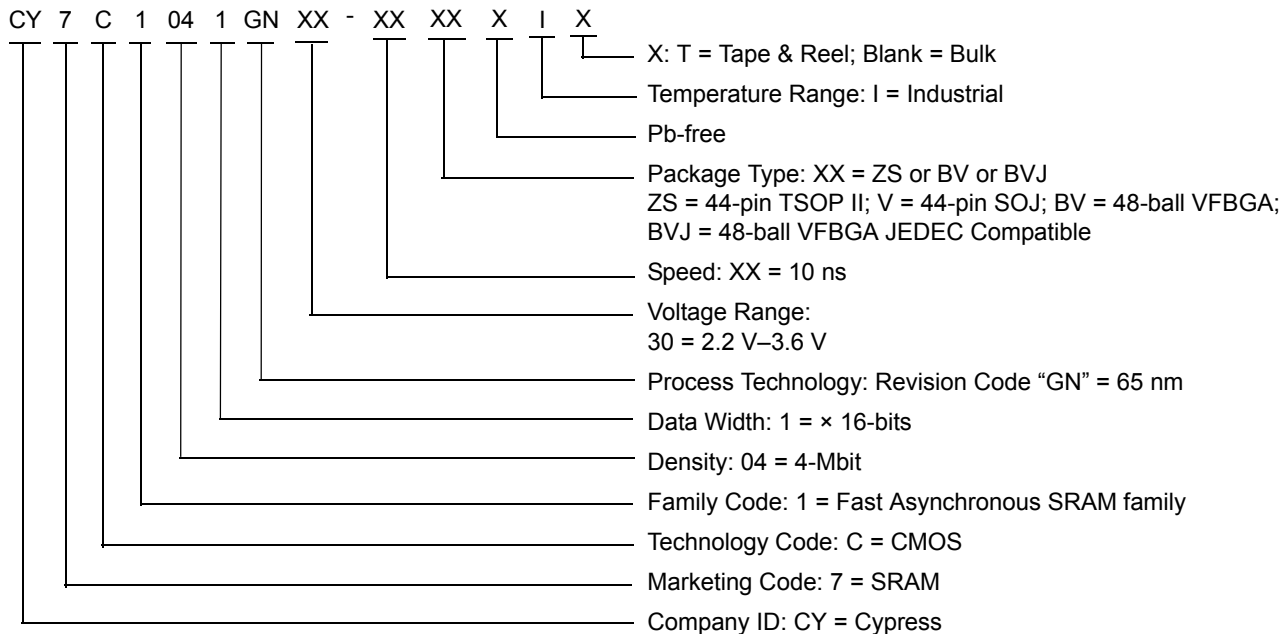 CY 7 C 1 04 1 GN XX - XX XX X I X
X: T = Tape & Reel; Blank = Bulk
Temperature Range: I = Industrial
Pb-free
Package Type: XX = ZS or BV or BVJ
ZS = 44-pin TSOP II; V = 44-pin SOJ; BV = 48-ball VFBGA;
BVJ = 48-ball VFBGA JEDEC Compatible
Speed: XX = 10 ns
Voltage Range:
30 = 2.2 V–3.6 V
Process Technology: Revision Code “GN” = 65 nm
Data Width: 1 = × 16-bits
Density: 04 = 4-Mbit
Family Code: 1 = Fast Asynchronous SRAM family
Technology Code: C = CMOS
Marketing Code: 7 = SRAM
Company ID: CY = Cypress